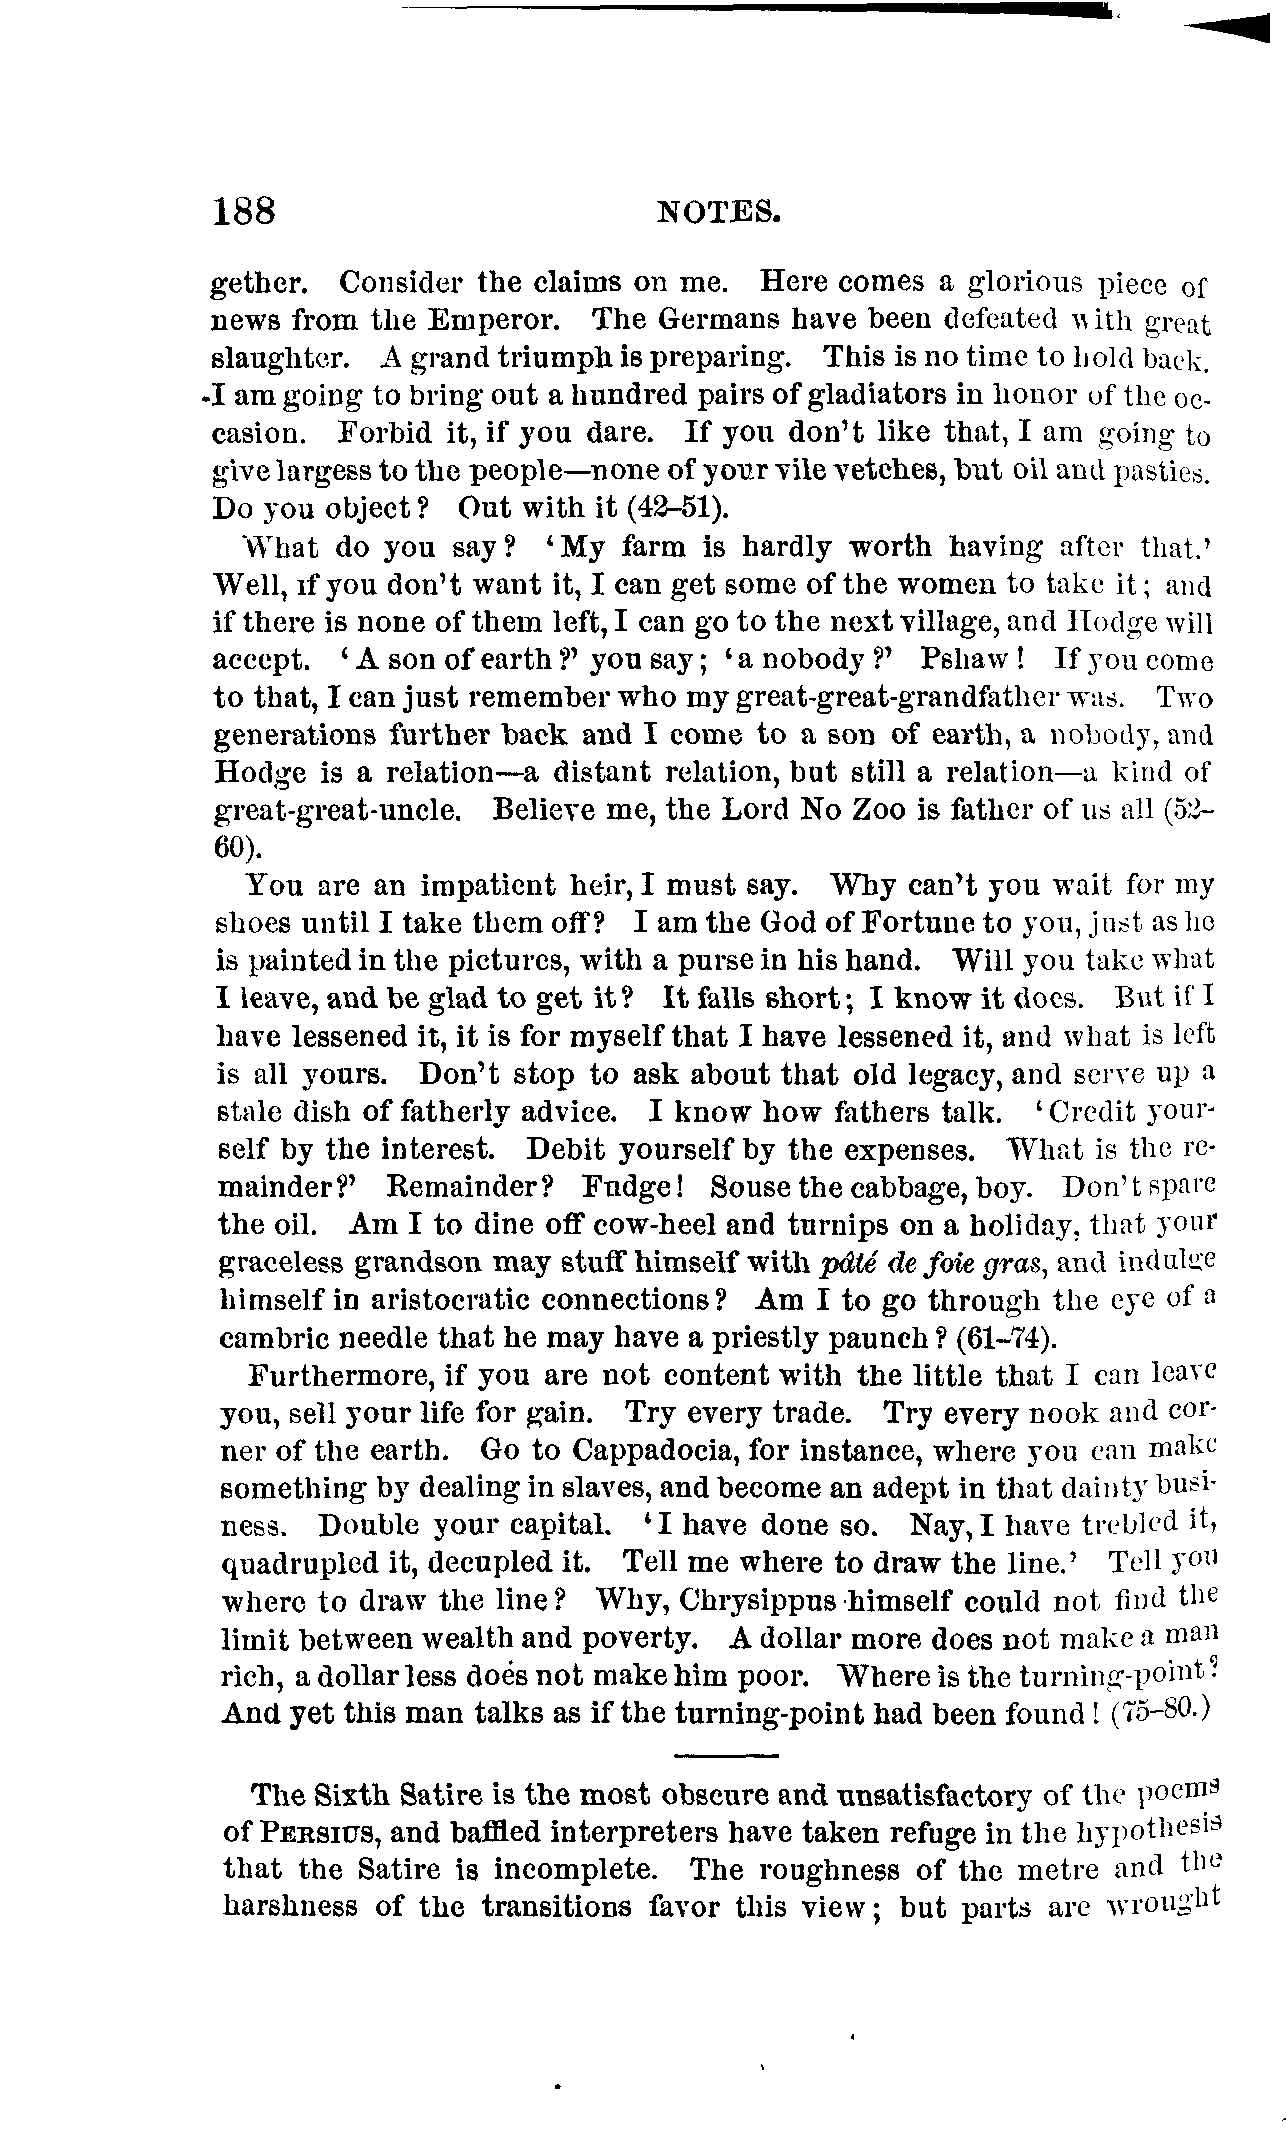 188 NOTES.
gether. Consider the claims on me. Here comes a glorious piece of
news from the Emperor. The Germans have been defeated with great
slaughter. A grand triumph is preparing. This is no time to hold back.
I am going to bring out a hundred pairs of gladiators in honor of the oc-
casion. Forbid it, if you dare. If you don't like that, I am going to
give largess to the people—none of your vile vetches, but oil and pasties.
Do you object? Out with it (42–51).
What do you say? 'My farm is hardly worth having after that.'
Well, if you don't want it, I can get some of the women to take it; and
if there is none of them left, I can go to the next village, and Hodge will
accept. 'A son of earth?' you say; 'a nobody?' Pshaw! If you come
to that, I can just remember who my great-great-grandfather was. Two
generations further back and I come to a son of earth, a nobody, and
Hodge is a relation—a distant relation, but still a relation—a kind of
great-great-uncle. Believe me, the Lord No Zoo is father of us all (52–
60).
You are an impatient heir, I must say. Why can't you wait for my
shoes until I take them off? I am the God of Fortune to you, just as he
is painted in the pictures, with a purse in his hand. Will you take what
I leave, and be glad to get it? It falls short; I know it does. But if I
have lessened it, it is for myself that I have lessened it, and what is left
is all yours. Don't stop to ask about that old legacy, and serve up a
stale dish of fatherly advice. I know how fathers talk. 'Credit your-
self by the interest. Debit yourself by the expenses. What is the re-
mainder?' Remainder? Fudge! Souse the cabbage, boy. Don't spare
the oil. Am I to dine off cow-heel and turnips on a holiday, that your
graceless grandson may stuff himself with pâté de foie gras, and indulge
himself in aristocratic connections? Am I to go through the eye of a
cambric needle that he may have a priestly paunch? (61–74).
Furthermore, if you are not content with the little that I can leave
you, sell your life for gain. Try every trade. Try every nook and cor-
ner of the earth. Go to Cappadocia, for instance, where you can make
something by dealing in slaves, and become an adept in that dainty busi-
ness. Double your capital. 'I have done so. Nay, I have trebled it,
quadrupled it, decupled it. Tell me where to draw the line.' Tell you
where to draw the line? Why, Chrysippus himself could not find the
limit between wealth and poverty. A dollar more does not make a man
rich, a dollar less does not make him poor. Where is the turning-point?
And yet this man talks as if the turning-point had been found! (75–80.)
The Sixth Satire is the most obscure and unsatisfactory of the poems
of PERSIUS, and baffled interpreters have taken refuge in the hypothesis
that the Satire is incomplete. The roughness of the metre and the
harshness of the transitions favor this view; but parts are wrought